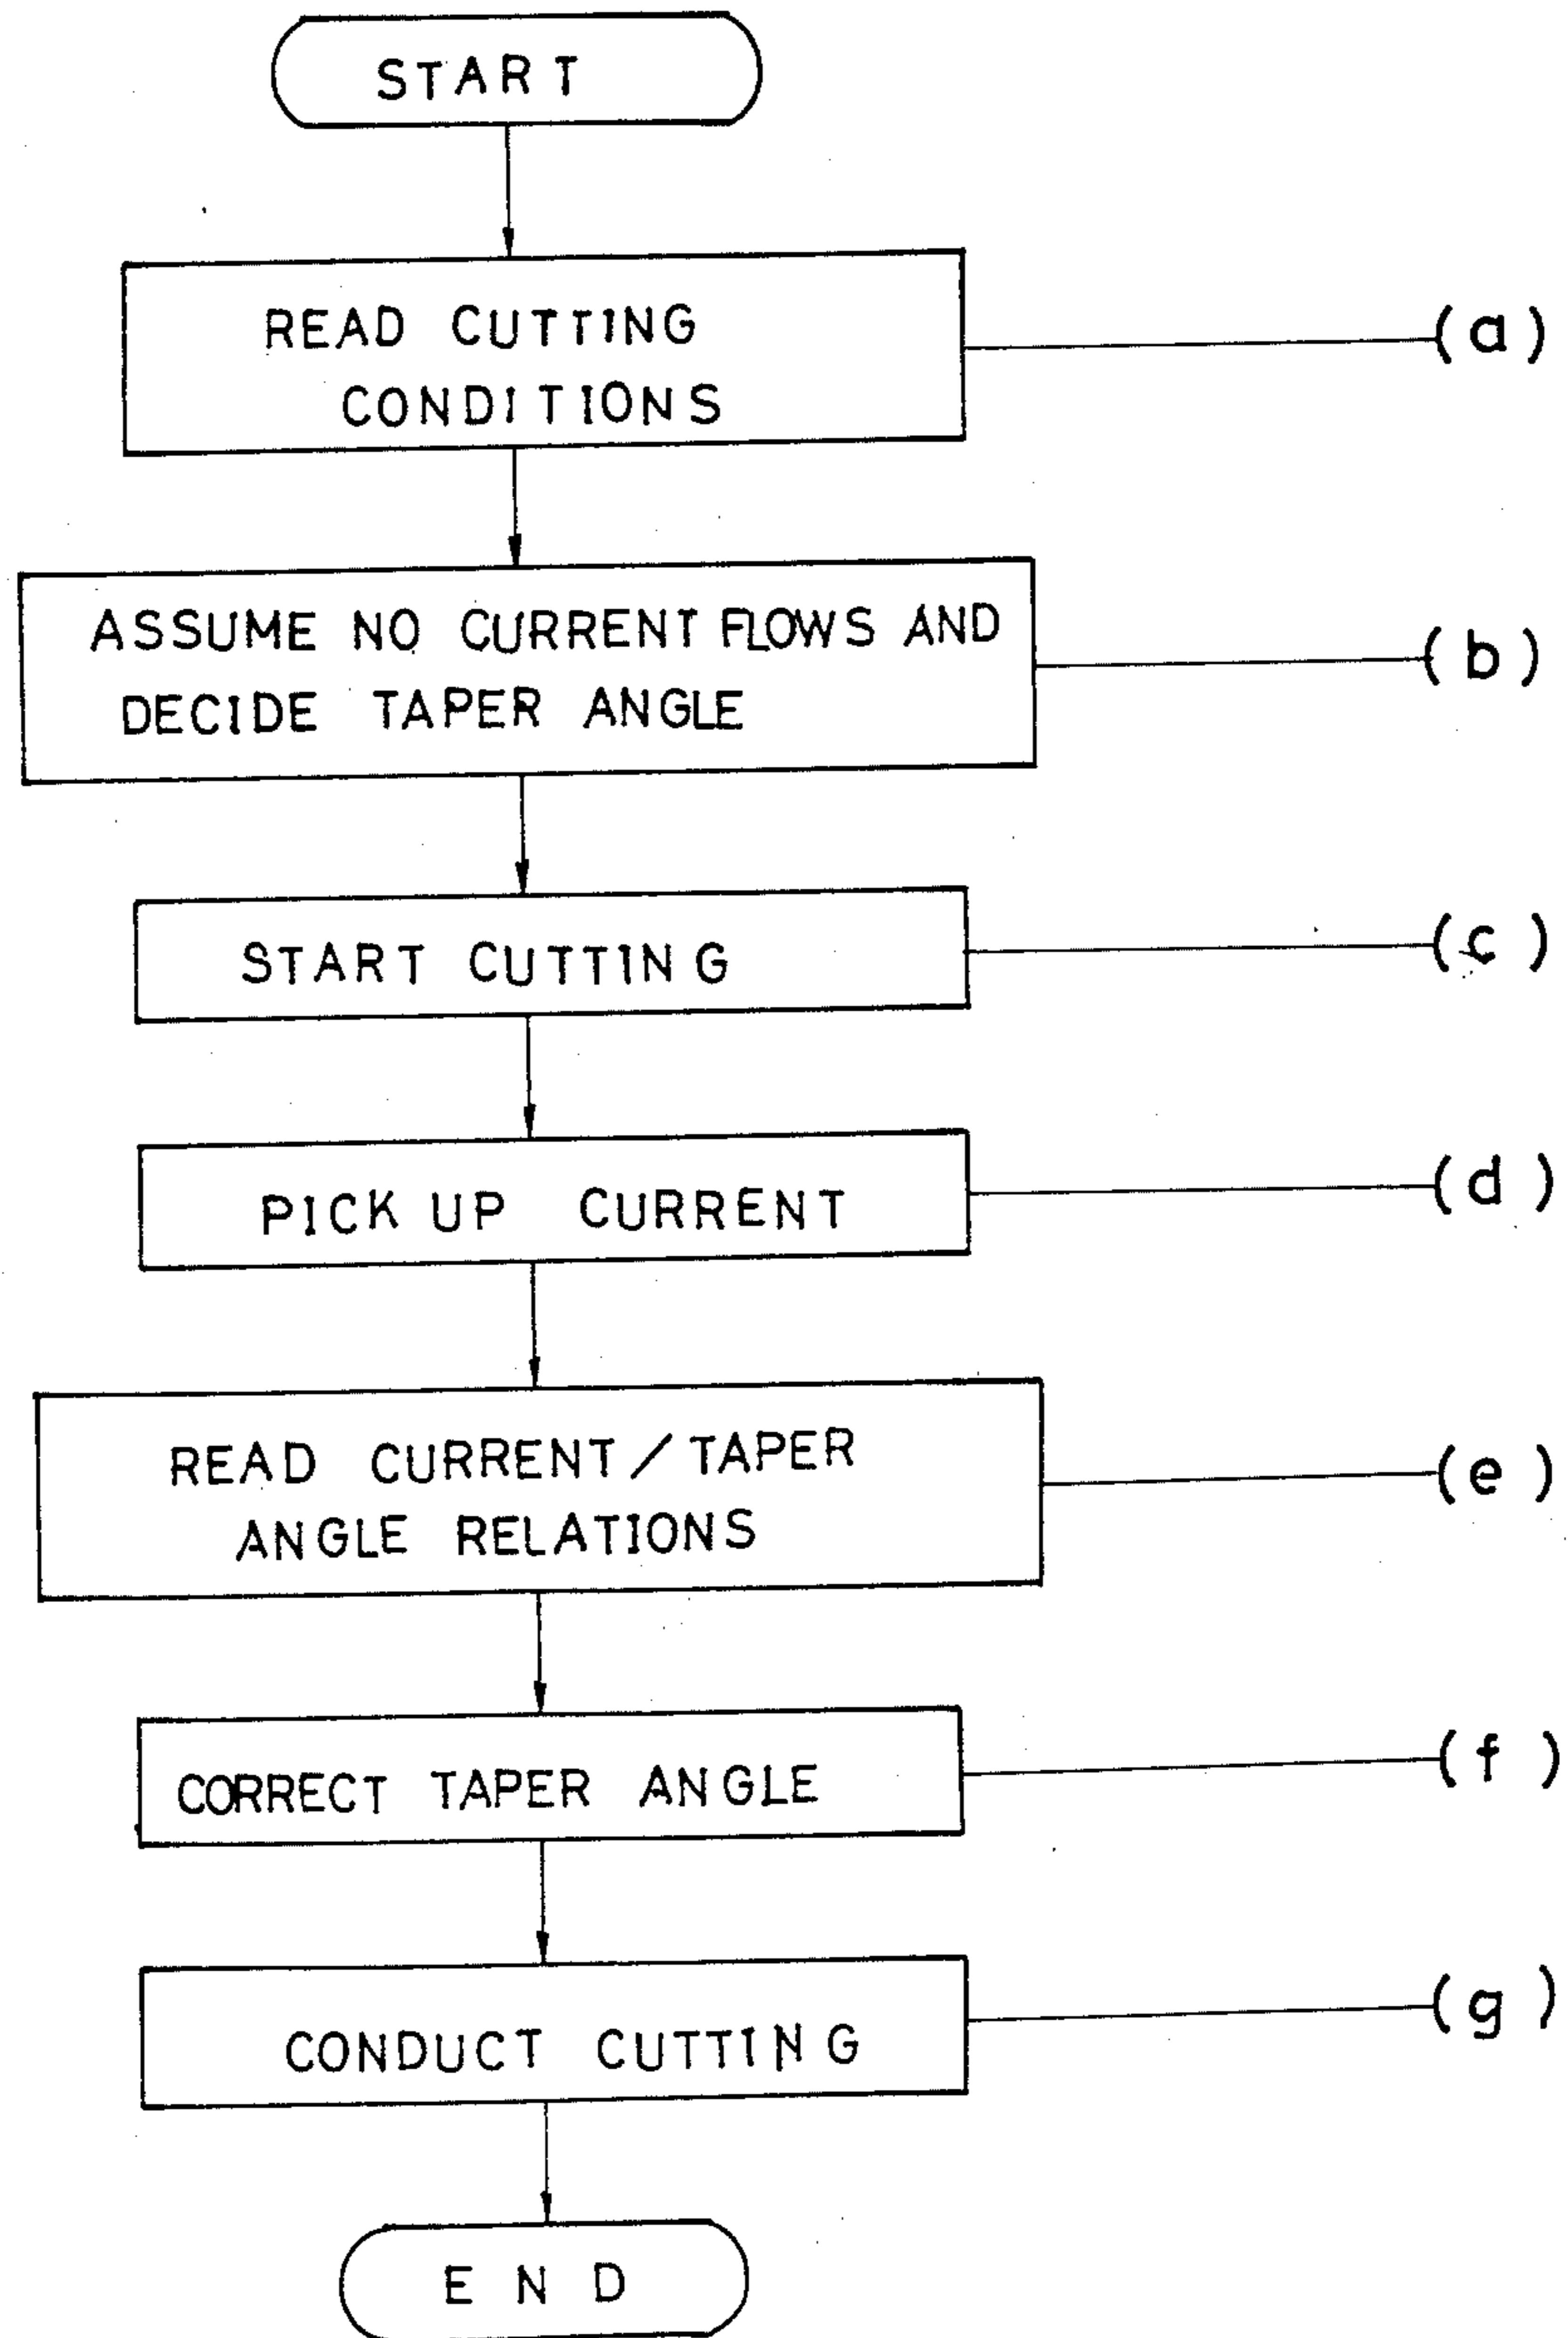 START
READ CUTTING
CONDITIONS
(a)
ASSUME NO CURRENT FLOWS AND
DECIDE TAPER ANGLE
(b)
START CUTTING
(c)
PICK UP CURRENT
(d)
READ CURRENT/TAPER
ANGLE RELATIONS
(e)
CORRECT TAPER ANGLE
(f)
CONDUCT CUTTING
(g)
END